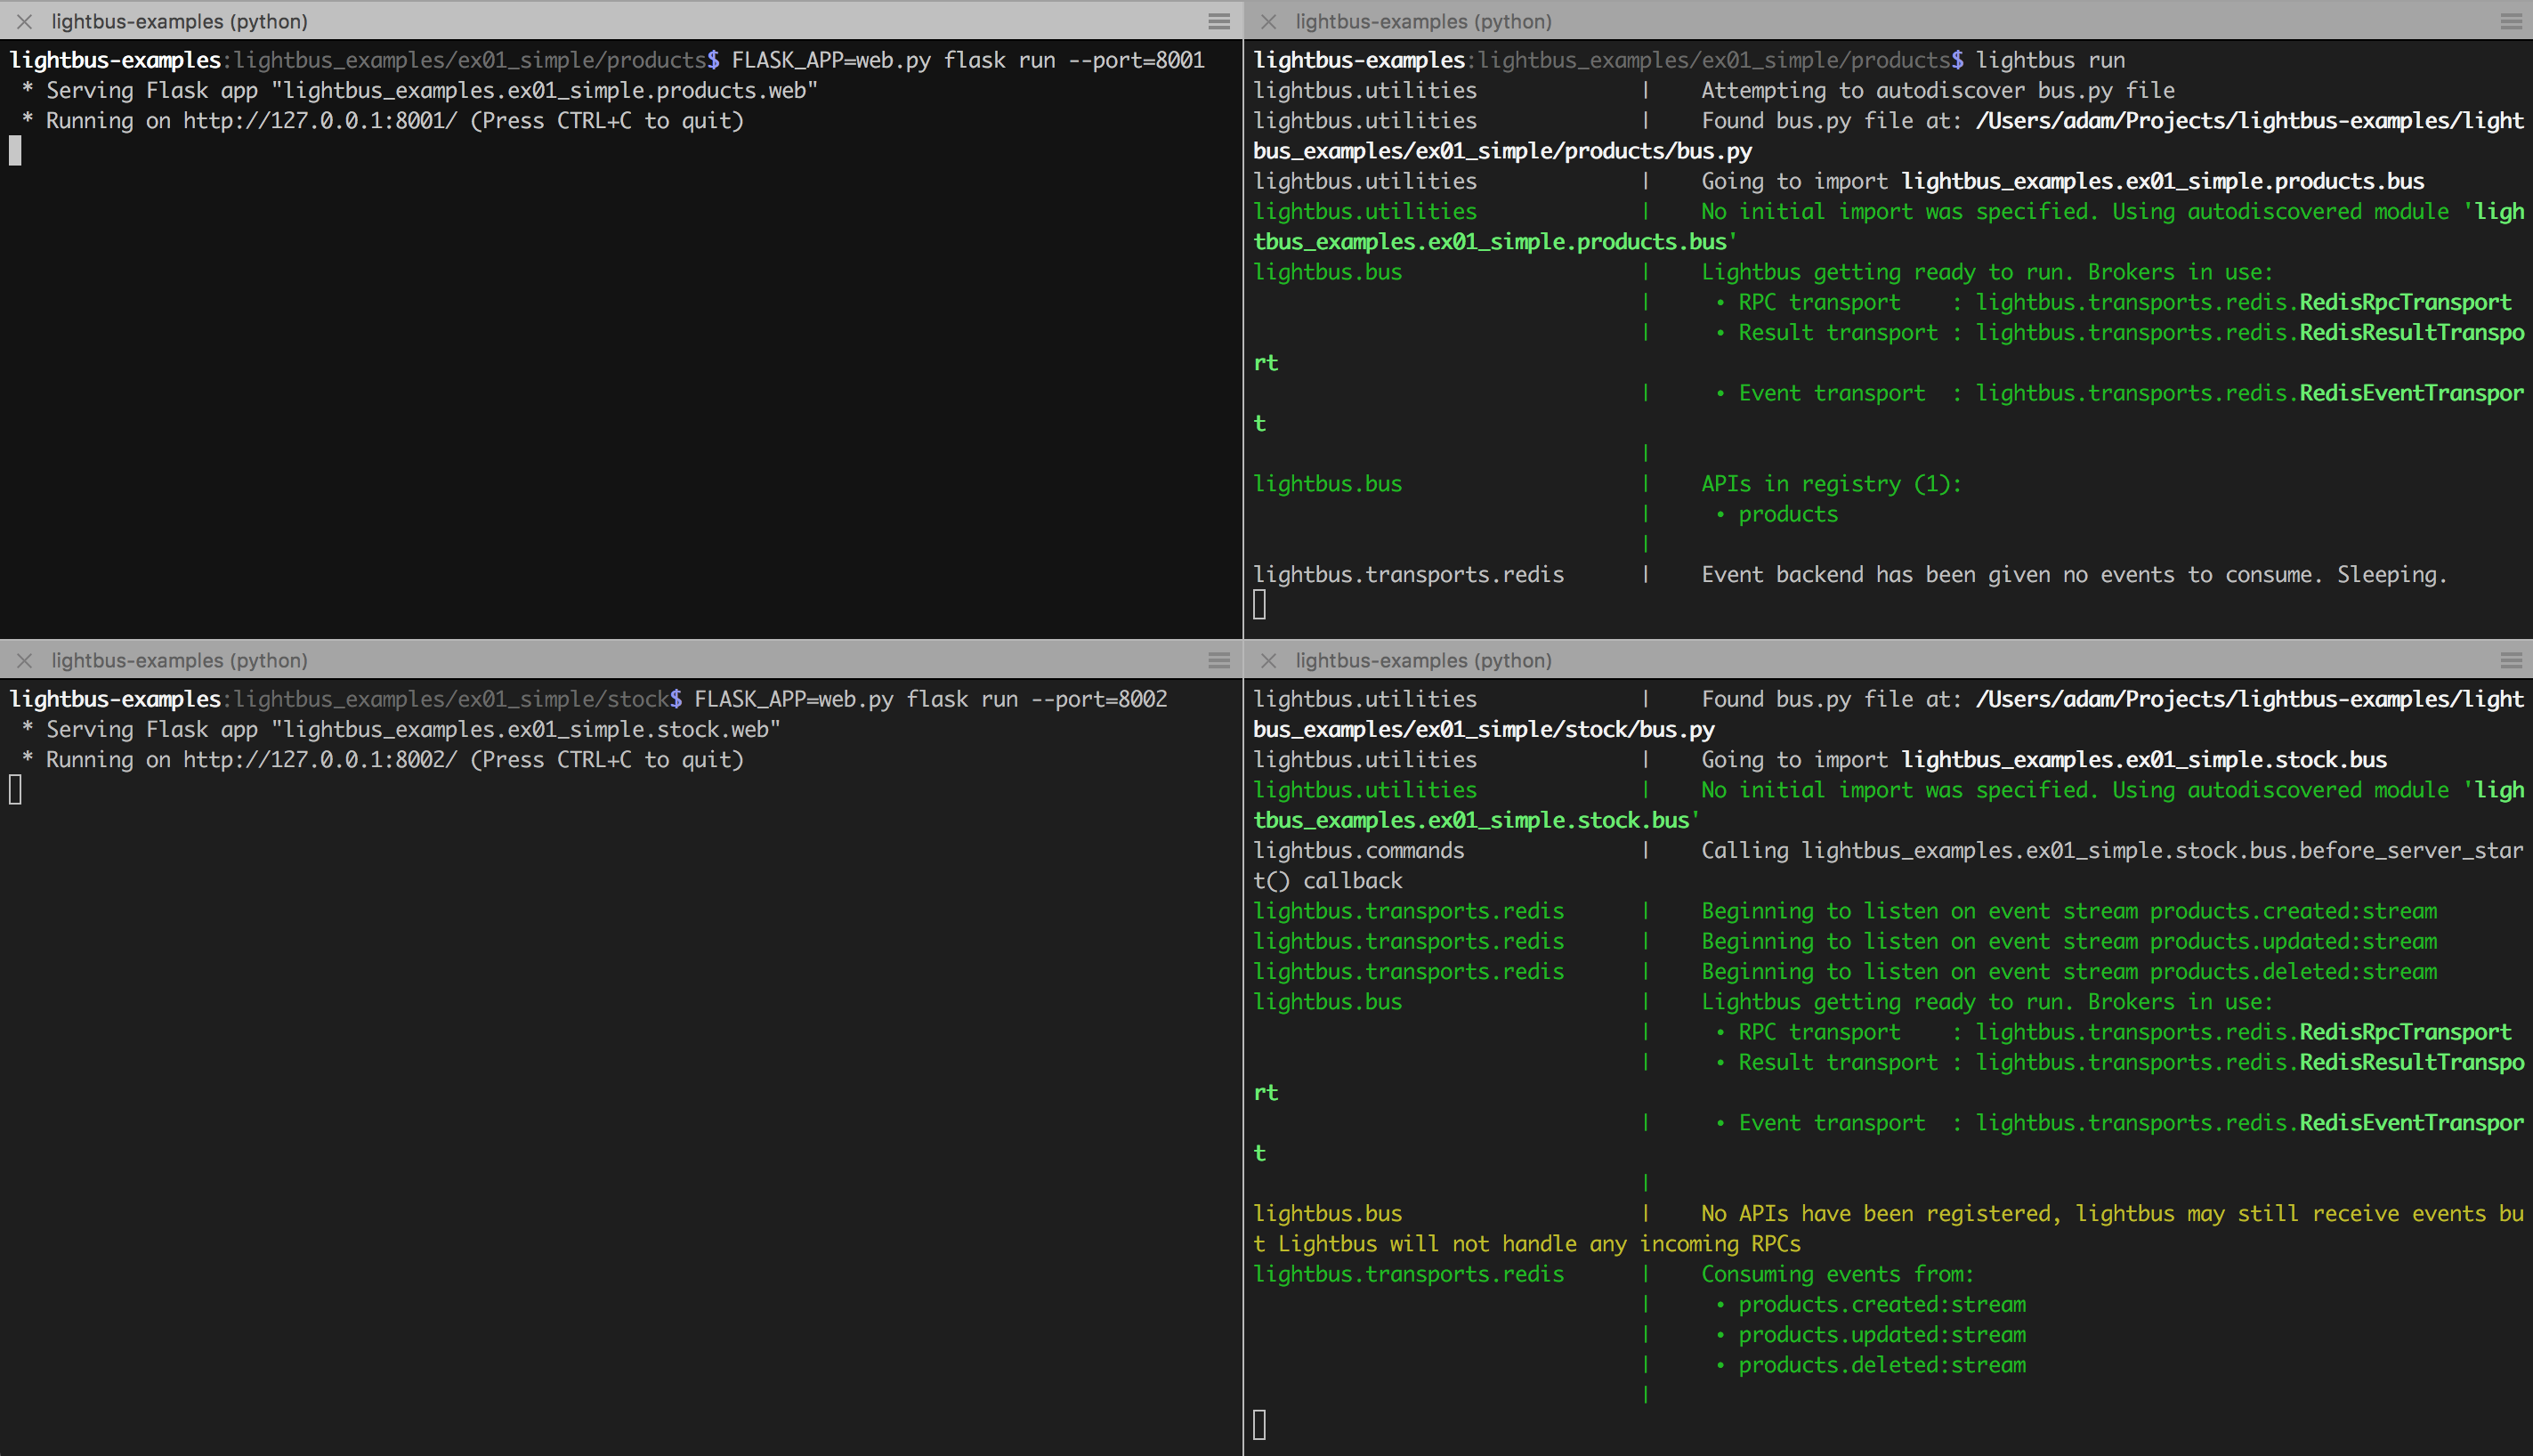 lightbus-examples (python)
lightbus-examples:lightbus_examples/ex01_simple/products$ FLASK_APP=web.py flask run --port=8001
 * Serving Flask app "lightbus_examples.ex01_simple.products.web"
 * Running on http://127.0.0.1:8001/ (Press CTRL+C to quit)
lightbus-examples (python)
lightbus-examples:lightbus_examples/ex01_simple/products$ lightbus run
lightbus.utilities | Attempting to autodiscover bus.py file
lightbus.utilities | Found bus.py file at: /Users/adam/Projects/lightbus-examples/light
bus_examples/ex01_simple/products/bus.py
lightbus.utilities | Going to import lightbus_examples.ex01_simple.products.bus
lightbus.utilities | No initial import was specified. Using autodiscovered module 'ligh
tbus_examples.ex01_simple.products.bus'
lightbus.bus | Lightbus getting ready to run. Brokers in use:
| • RPC transport : lightbus.transports.redis.RedisRpcTransport
| • Result transport : lightbus.transports.redis.RedisResultTranspo
rt
| • Event transport : lightbus.transports.redis.RedisEventTranspor
t
|
lightbus.bus | APIs in registry (1):
| • products
|
lightbus.transports.redis | Event backend has been given no events to consume. Sleeping.
lightbus-examples (python)
lightbus-examples:lightbus_examples/ex01_simple/stock$ FLASK_APP=web.py flask run --port=8002
 * Serving Flask app "lightbus_examples.ex01_simple.stock.web"
 * Running on http://127.0.0.1:8002/ (Press CTRL+C to quit)
lightbus-examples (python)
lightbus.utilities | Found bus.py file at: /Users/adam/Projects/lightbus-examples/light
bus_examples/ex01_simple/stock/bus.py
lightbus.utilities | Going to import lightbus_examples.ex01_simple.stock.bus
lightbus.utilities | No initial import was specified. Using autodiscovered module 'ligh
tbus_examples.ex01_simple.stock.bus'
lightbus.commands | Calling lightbus_examples.ex01_simple.stock.bus.before_server_star
t() callback
lightbus.transports.redis | Beginning to listen on event stream products.created:stream
lightbus.transports.redis | Beginning to listen on event stream products.updated:stream
lightbus.transports.redis | Beginning to listen on event stream products.deleted:stream
lightbus.bus | Lightbus getting ready to run. Brokers in use:
| • RPC transport : lightbus.transports.redis.RedisRpcTransport
| • Result transport : lightbus.transports.redis.RedisResultTranspo
rt
| • Event transport : lightbus.transports.redis.RedisEventTranspor
t
|
lightbus.bus | No APIs have been registered, lightbus may still receive events bu
t Lightbus will not handle any incoming RPCs
lightbus.transports.redis | Consuming events from:
| • products.created:stream
| • products.updated:stream
| • products.deleted:stream
|